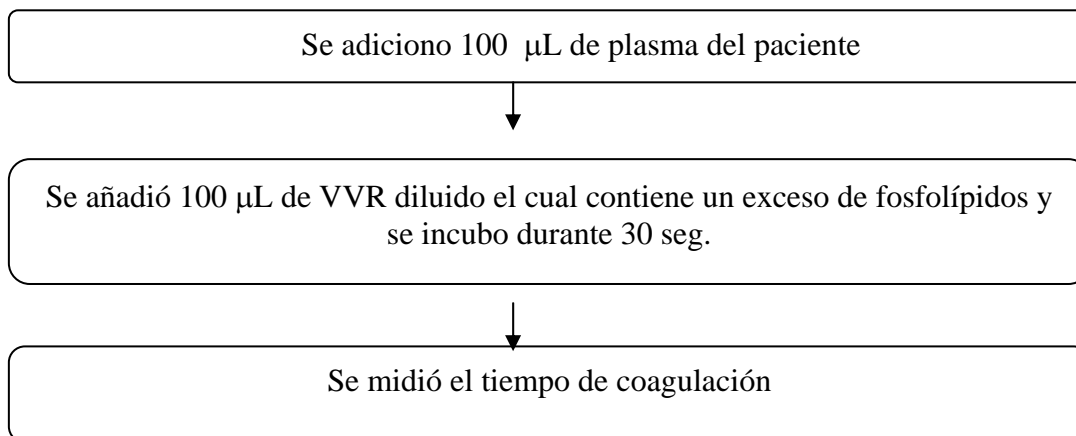 Se adiciono 100 μL de plasma del paciente
Se añadió 100 μL de VVR diluido el cual contiene un exceso de fosfolípidos y
se incubo durante 30 seg.
Se midió el tiempo de coagulación